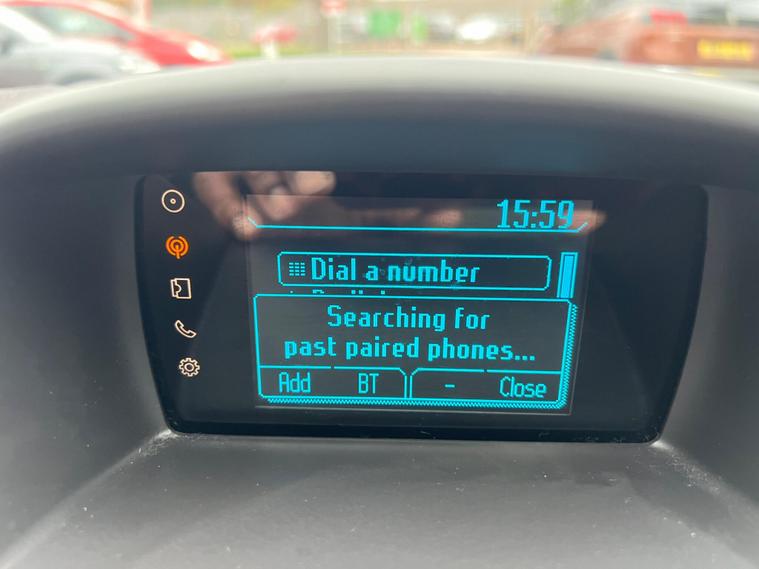 15:59
Dial a number
Searching for
past paired phones...
Add BT - Close